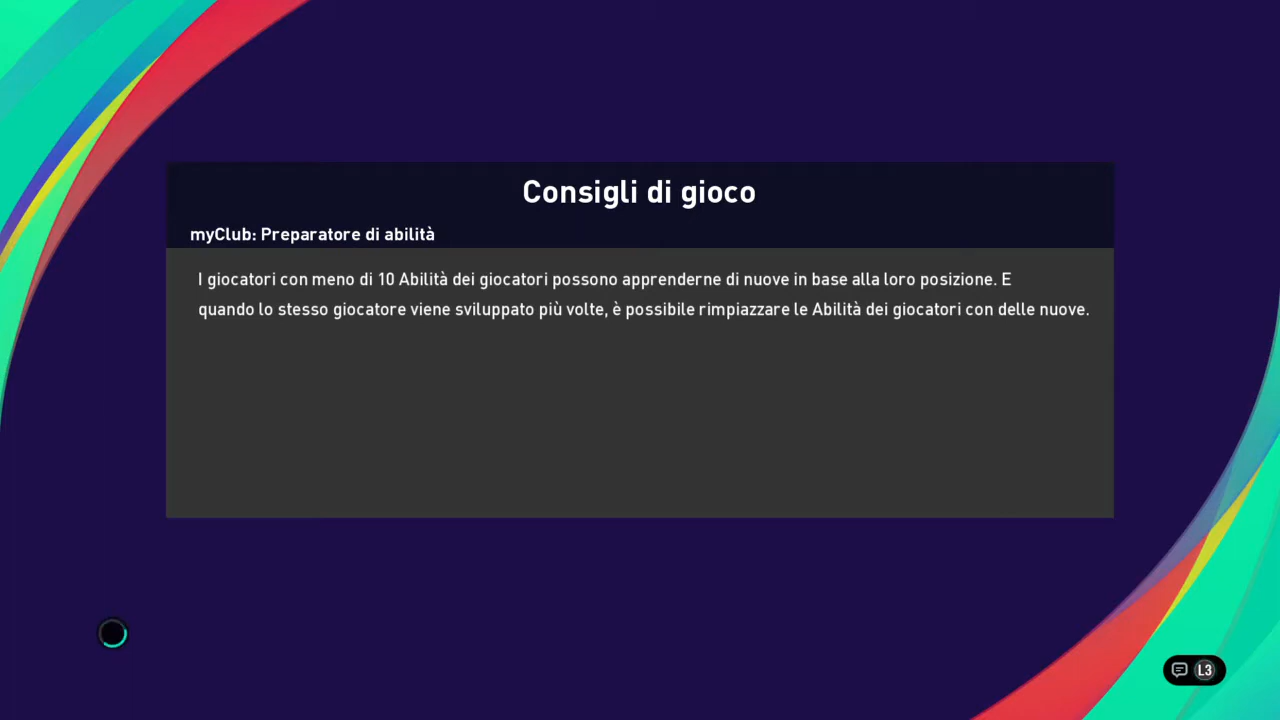 Consigli di gioco
myClub: Preparatore di abilità
I giocatori con meno di 10 Abilità dei giocatori possono apprenderne di nuove in base alla loro posizione. E
quando lo stesso giocatore viene sviluppato più volte, è possibile rimpiazzare le Abilità dei giocatori con delle nuove.
L3